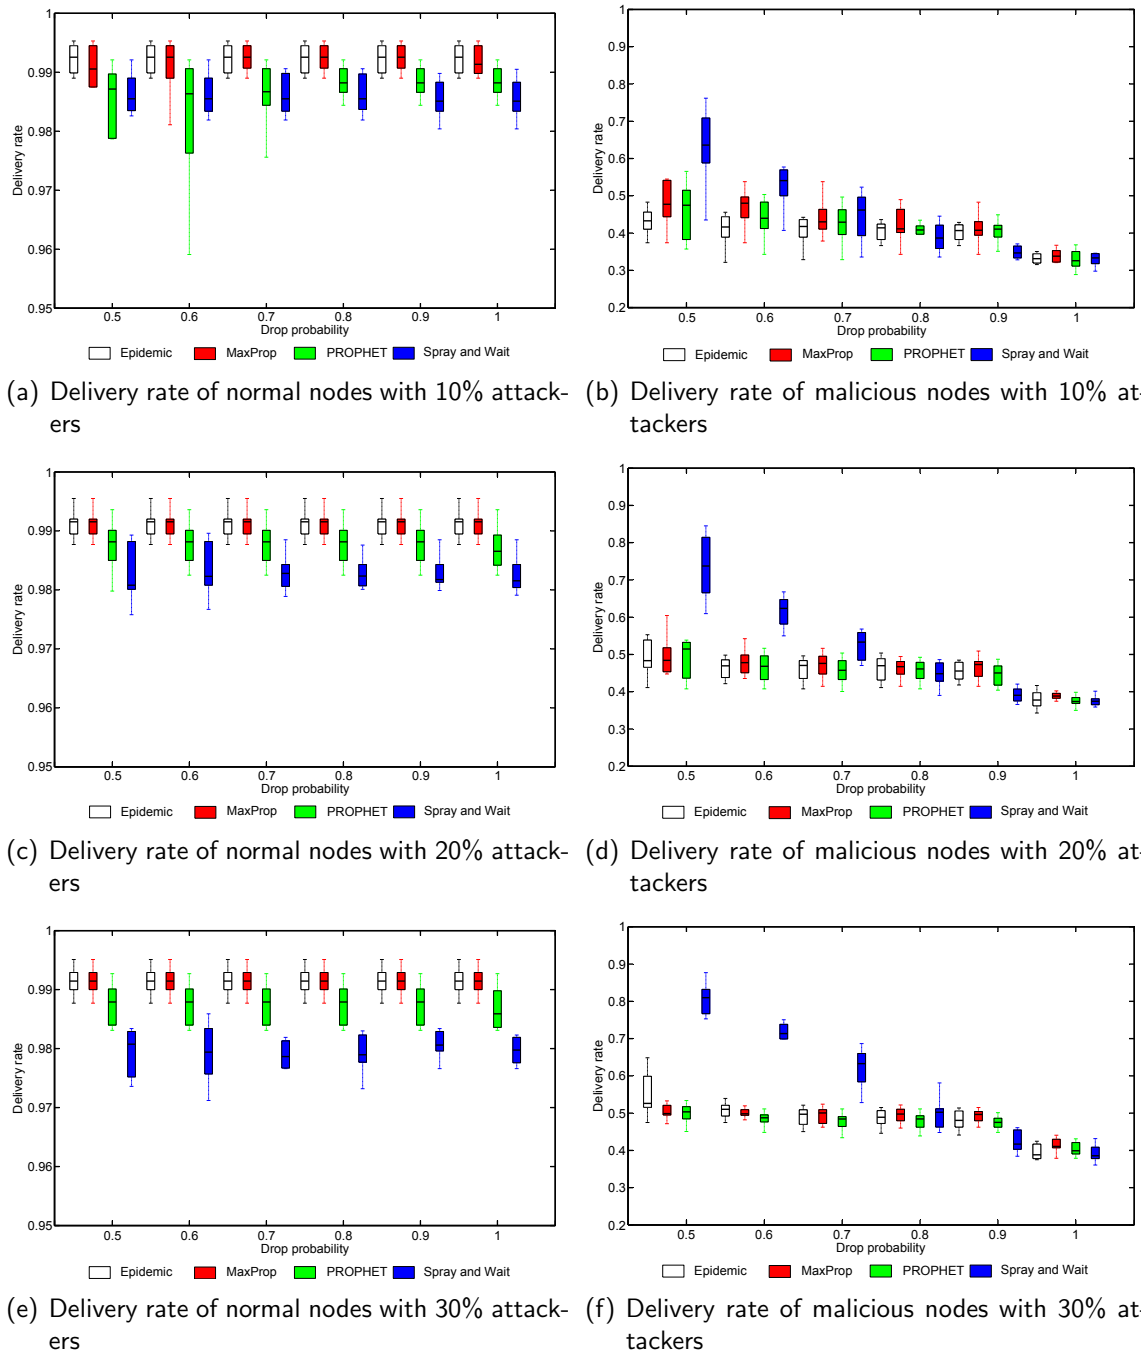 1
0.99
0.98
0.97
0.96
0.95
Delivery rate
0.5 0.6 0.7 0.8 0.9 1
Drop probability
Epidemic MaxProp PROPHET Spray and Wait
(a) Delivery rate of normal nodes with 10% attack-
ers
1
0.9
0.8
0.7
0.6
0.5
0.4
0.3
0.2
Delivery rate
0.5 0.6 0.7 0.8 0.9 1
Drop probability
Epidemic MaxProp PROPHET Spray and Wait
(b) Delivery rate of malicious nodes with 10% at-
tackers
1
0.99
0.98
0.97
0.96
0.95
Delivery rate
0.5 0.6 0.7 0.8 0.9 1
Drop probability
Epidemic MaxProp PROPHET Spray and Wait
(c) Delivery rate of normal nodes with 20% attack-
ers
1
0.9
0.8
0.7
0.6
0.5
0.4
0.3
0.2
Delivery rate
0.5 0.6 0.7 0.8 0.9 1
Drop probability
Epidemic MaxProp PROPHET Spray and Wait
(d) Delivery rate of malicious nodes with 20% at-
tackers
1
0.99
0.98
0.97
0.96
0.95
Delivery rate
0.5 0.6 0.7 0.8 0.9 1
Drop probability
Epidemic MaxProp PROPHET Spray and Wait
(e) Delivery rate of normal nodes with 30% attack-
ers
1
0.9
0.8
0.7
0.6
0.5
0.4
0.3
0.2
Delivery rate
0.5 0.6 0.7 0.8 0.9 1
Drop probability
Epidemic MaxProp PROPHET Spray and Wait
(f) Delivery rate of malicious nodes with 30% at-
tackers